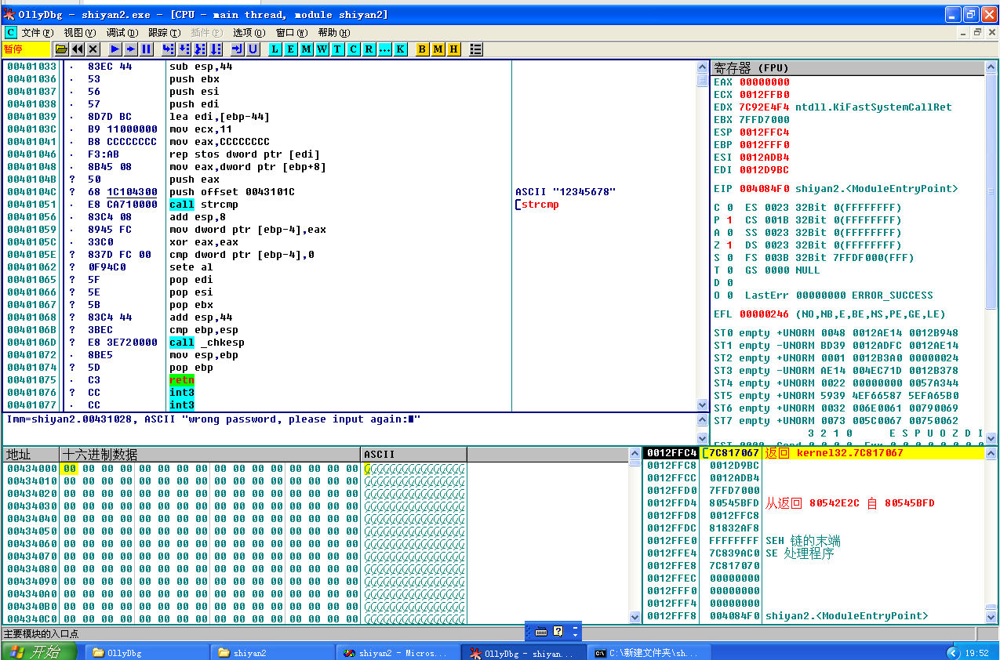 OllyDbg - shiyan2.exe - [CPU - main thread, module shiyan2]
C 文件(F) 视图(V) 调试(D) 跟踪(T) 插件(P) 选项(O) 窗口(W) 帮助(H)
暂停 L E M W T C R ... K B M H
00401033 . 83EC 44 sub esp,44
00401036 . 53 push ebx
00401037 . 56 push esi
00401038 . 57 push edi
00401039 . 8D7D BC lea edi,[ebp-44]
0040103C . B9 11000000 mov ecx,11
00401041 . B8 CCCCCCCC mov eax,CCCCCCCC
00401046 . F3:AB rep stos dword ptr [edi]
00401048 . 8B45 08 mov eax,dword ptr [ebp+8]
0040104B ? 50 push eax
0040104C ? 68 1C104300 push offset 0043101C ASCII "12345678"
00401051 . E8 CA710000 call strcmp [strcmp
00401056 . 83C4 08 add esp,8
00401059 . 8945 FC mov dword ptr [ebp-4],eax
0040105C . 33C0 xor eax,eax
0040105E ? 837D FC 00 cmp dword ptr [ebp-4],0
00401062 ? 0F94C0 sete al
00401065 ? 5F pop edi
00401066 ? 5E pop esi
00401067 ? 5B pop ebx
00401068 ? 83C4 44 add esp,44
0040106B ? 3BEC cmp ebp,esp
0040106D ? E8 3E720000 call _chkesp
00401072 . 8BE5 mov esp,ebp
00401074 ? 5D pop ebp
00401075 . C3 retn
00401076 ? CC int3
00401077 . CC int3
Imm=shiyan2.00431028, ASCII "wrong password, please input again:■"
寄存器 (FPU)
EAX 00000000
ECX 0012FFB0
EDX 7C92E4F4 ntdll.KiFastSystemCallRet
EBX 7FFD7000
ESP 0012FFC4
EBP 0012FFF0
ESI 0012ADB4
EDI 0012D9BC
EIP 004084F0 shiyan2.<ModuleEntryPoint>
C 0 ES 0023 32Bit 0(FFFFFFFF)
P 1 CS 001B 32Bit 0(FFFFFFFF)
A 0 SS 0023 32Bit 0(FFFFFFFF)
Z 1 DS 0023 32Bit 0(FFFFFFFF)
S 0 FS 003B 32Bit 7FFDF000(FFF)
T 0 GS 0000 NULL
D 0
O 0 LastErr 00000000 ERROR_SUCCESS
EFL 00000246 (NO,NB,E,BE,NS,PE,GE,LE)
ST0 empty +UNORM 0048 0012AE14 0012B948
ST1 empty -UNORM BD39 0012ADFC 0012AE14
ST2 empty +UNORM 0001 0012B3A0 00000024
ST3 empty -UNORM AE14 004EC71D 0012B378
ST4 empty +UNORM 0022 00000000 0057A344
ST5 empty +UNORM 5939 4EF66587 5EFA65B0
ST6 empty +UNORM 0032 006E0061 00790069
ST7 empty +UNORM 0073 005C0067 00750062
3 2 1 0 E S P U O Z D I
地址 十六进制数据 ASCII
00434000 00 00 00 00 00 00 00 00 00 00 00 00 00 00 00 00
00434010 00 00 00 00 00 00 00 00 00 00 00 00 00 00 00 00
00434020 00 00 00 00 00 00 00 00 00 00 00 00 00 00 00 00
00434030 00 00 00 00 00 00 00 00 00 00 00 00 00 00 00 00
00434040 00 00 00 00 00 00 00 00 00 00 00 00 00 00 00 00
00434050 00 00 00 00 00 00 00 00 00 00 00 00 00 00 00 00
00434060 00 00 00 00 00 00 00 00 00 00 00 00 00 00 00 00
00434070 00 00 00 00 00 00 00 00 00 00 00 00 00 00 00 00
00434080 00 00 00 00 00 00 00 00 00 00 00 00 00 00 00 00
00434090 00 00 00 00 00 00 00 00 00 00 00 00 00 00 00 00
004340A0 00 00 00 00 00 00 00 00 00 00 00 00 00 00 00 00
004340B0 00 00 00 00 00 00 00 00 00 00 00 00 00 00 00 00
004340C0 00 00 00 00 00 00 00 00 00 00 00 00 00 00 00 00
0012FFC4 [7C817067 返回 kernel32.7C817067
0012FFC8 0012D9BC
0012FFCC 0012ADB4
0012FFD0 7FFD7000
0012FFD4 80545BFD 从返回 80542E2C 自 80545BFD
0012FFD8 0012FFC8
0012FFDC 81832AF8
0012FFE0 FFFFFFFF SEH 链的末端
0012FFE4 7C839AC0 SE 处理程序
0012FFE8 7C817070
0012FFEC 00000000
0012FFF0 00000000
0012FFF4 00000000
0012FFF8 004084F0 shiyan2.<ModuleEntryPoint>
主要模块的入口点
开始 OllyDbg shiyan2 shiyan2 - Micros... OllyDbg - shiyan... C:\新建文件夹\sh... 19:52